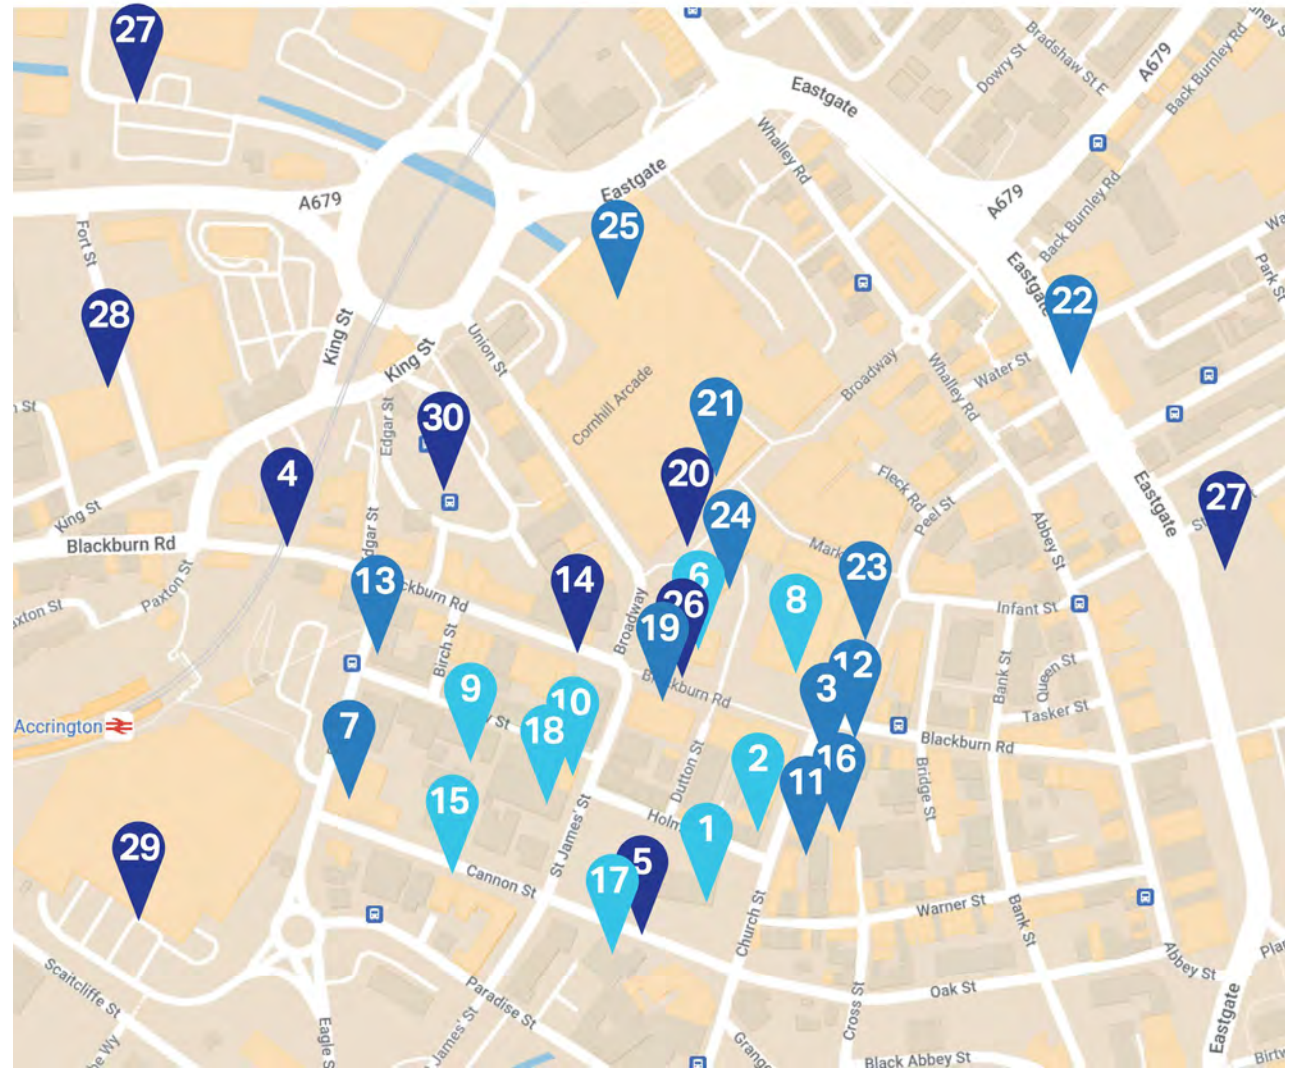 27
Eastgate
Dowry St
Bradshaw St E
A679
Back Burnley Rd
Whalley Rd
Eastgate
A679
A679
Back Burnley Rd
Fort St
25
Eastgate
Park St
22
28
King St
King St
Union St
Broadway
Whalley Rd
Water St
Cornhill Arcade
21
Edgar St
30
4
20
Fleck Rd
Peel St
Eastgate
27
King St
Blackburn Rd
24
Abbey St
13
14
6
23
8
26
19
Infant St
Paxton St
Birch St
Broadway
Blackburn Rd
12
3
Bank St
Queen St
Tasker St
9
10
18
Accrington
7
Blackburn Rd
2
16
11
Dutton St
Bridge St
15
1
St James' St
29
5
17
Cannon St
Church St
Warner St
Bank St
Abbey St
Scaitcliffe St
Paradise St
Oak St
Cross St
Eastgate
Black Abbey St